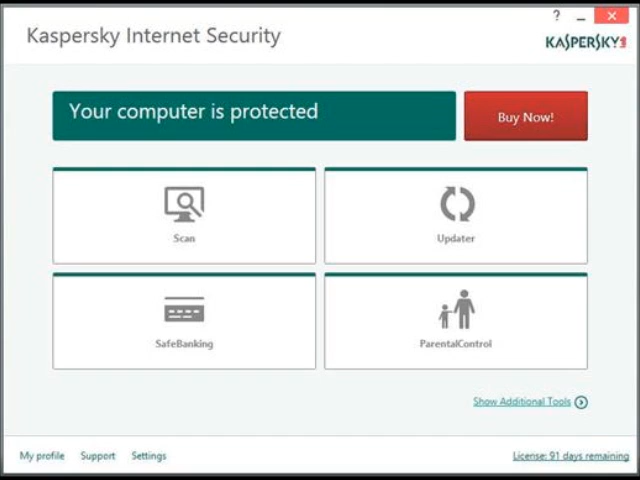 Kaspersky Internet Security
? _ X
KASPERSKY
Your computer is protected
Buy Now!
Scan
Updater
SafeBanking
ParentalControl
Show Additional Tools
My profile Support Settings
License: 91 days remaining